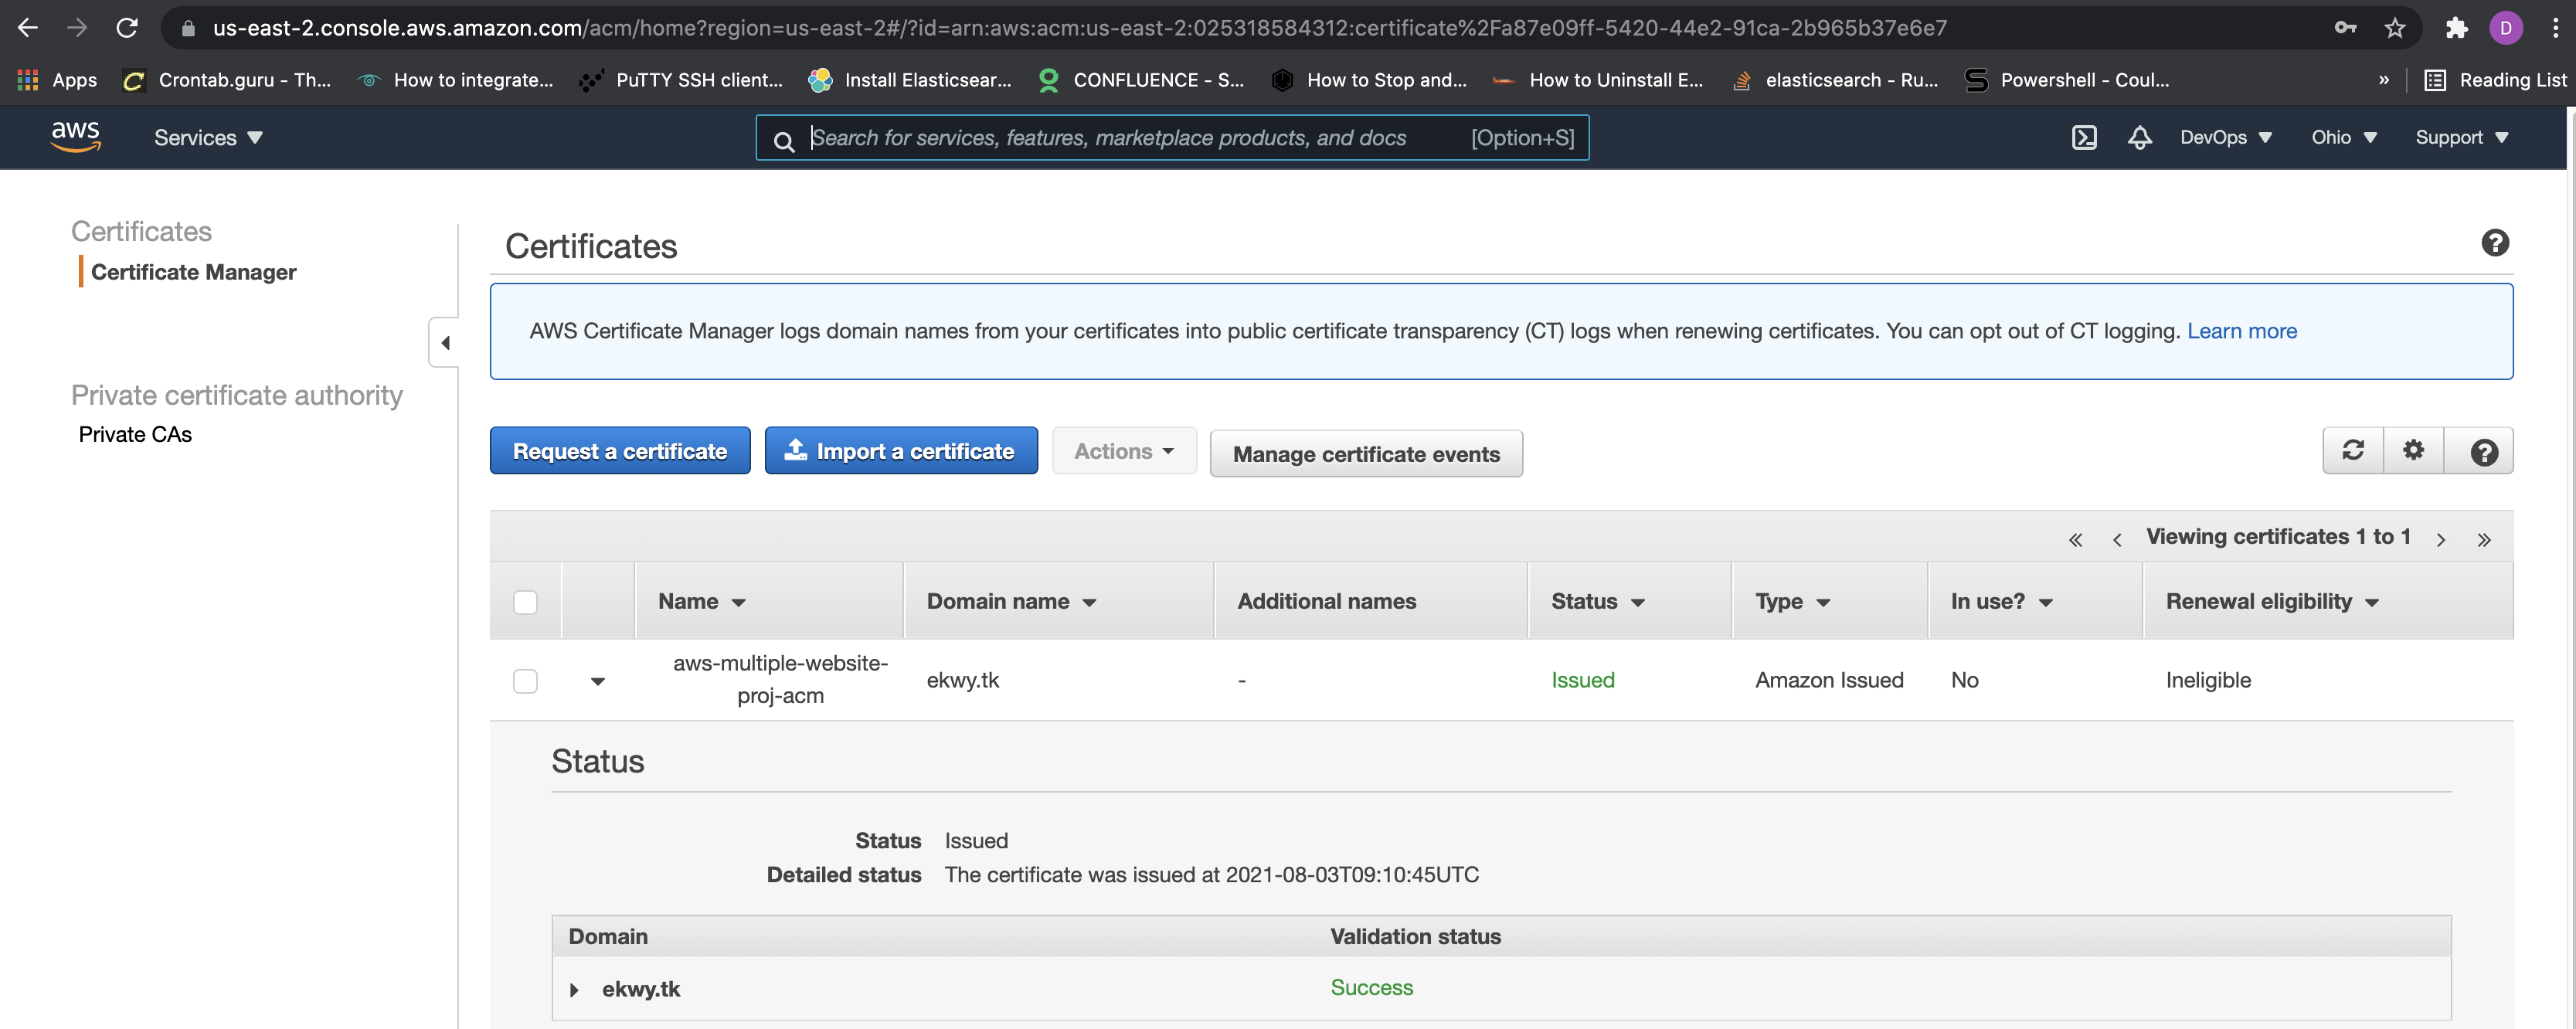 us-east-2.console.aws.amazon.com/acm/home?region=us-east-2#/?id=arn:aws:acm:us-east-2:025318584312:certificate%2Fa87e09ff-5420-44e2-91ca-2b965b37e6e7
D
Apps
Crontab.guru - Th...
How to integrate...
PuTTY SSH client...
Install Elasticsear...
CONFLUENCE - S...
How to Stop and...
How to Uninstall E...
elasticsearch - Ru...
Powershell - Coul...
»
Reading List
aws
Services
Search for services, features, marketplace products, and docs
[Option+S]
DevOps
Ohio
Support
Certificates
Certificate Manager
Private certificate authority
Private CAs
Certificates
AWS Certificate Manager logs domain names from your certificates into public certificate transparency (CT) logs when renewing certificates. You can opt out of CT logging. Learn more
Request a certificate
Import a certificate
Actions
Manage certificate events
« ‹ Viewing certificates 1 to 1 › »
Name
Domain name
Additional names
Status
Type
In use?
Renewal eligibility
aws-multiple-website-
proj-acm
ekwy.tk
-
Issued
Amazon Issued
No
Ineligible
Status
Status Issued
Detailed status The certificate was issued at 2021-08-03T09:10:45UTC
Domain
Validation status
ekwy.tk
Success